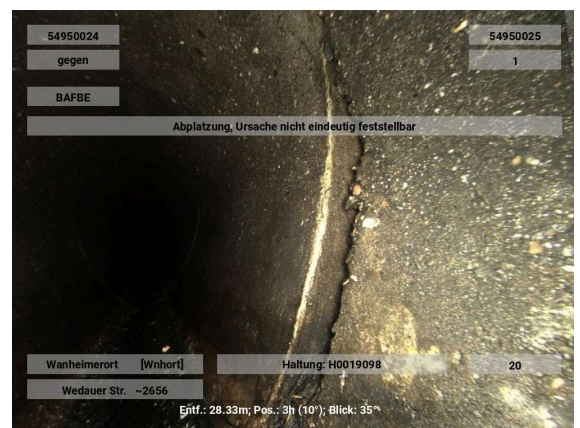 54950024
54950025
gegen
1
BAFBE
Abplatzung, Ursache nicht eindeutig feststellbar
Wanheimerort [Wnhort]
Haltung: H0019098
20
Wedauer Str. ~2656
Entf.: 28.33m; Pos.: 3h (10°); Blick: 35°